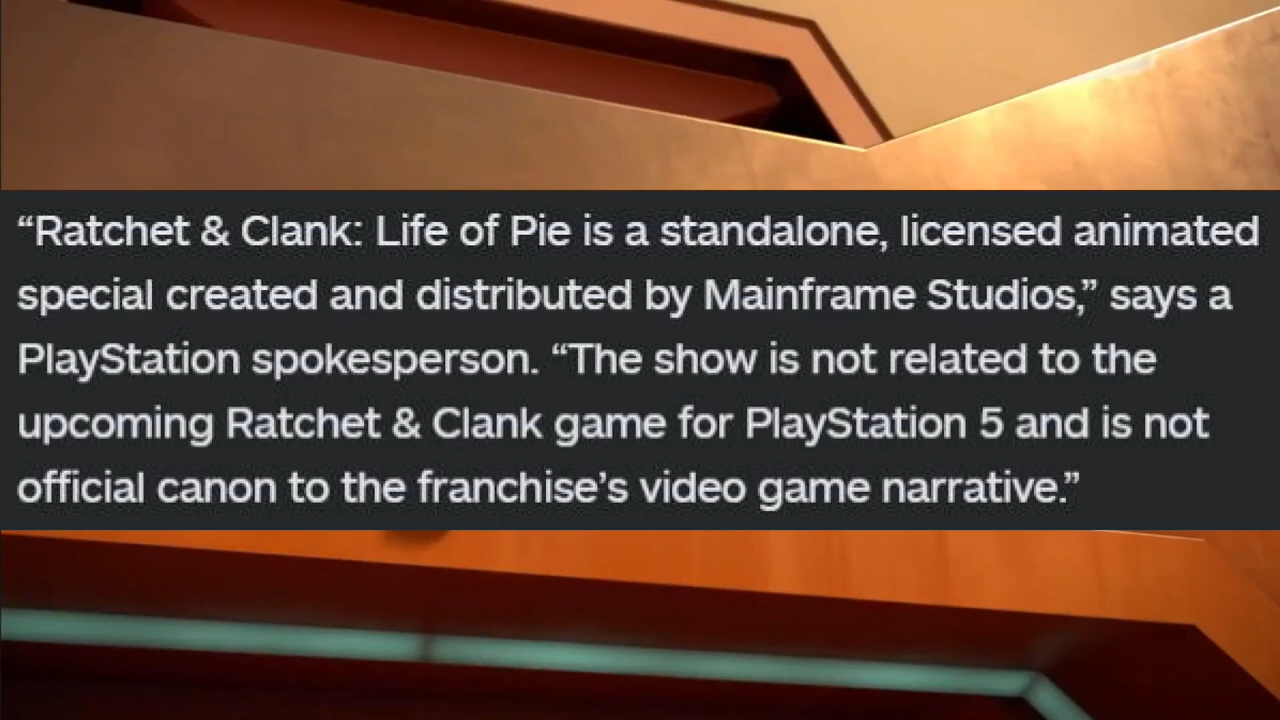 “Ratchet & Clank: Life of Pie is a standalone, licensed animated
special created and distributed by Mainframe Studios,” says a
PlayStation spokesperson. “The show is not related to the
upcoming Ratchet & Clank game for PlayStation 5 and is not
official canon to the franchise’s video game narrative.”